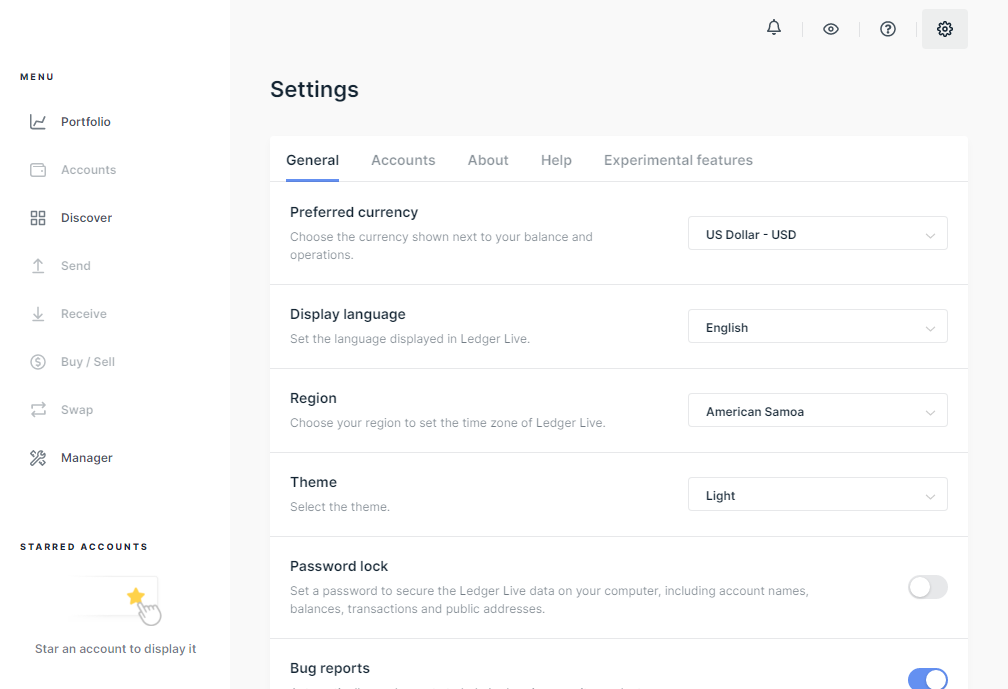 MENU
Portfolio
Accounts
Discover
Send
Receive
Buy / Sell
Swap
Manager
STARRED ACCOUNTS
Star an account to display it
Settings
General Accounts About Help Experimental features
Preferred currency
Choose the currency shown next to your balance and
operations.
US Dollar - USD
Display language
Set the language displayed in Ledger Live.
English
Region
Choose your region to set the time zone of Ledger Live.
American Samoa
Theme
Select the theme.
Light
Password lock
Set a password to secure the Ledger Live data on your computer, including account names,
balances, transactions and public addresses.
Bug reports